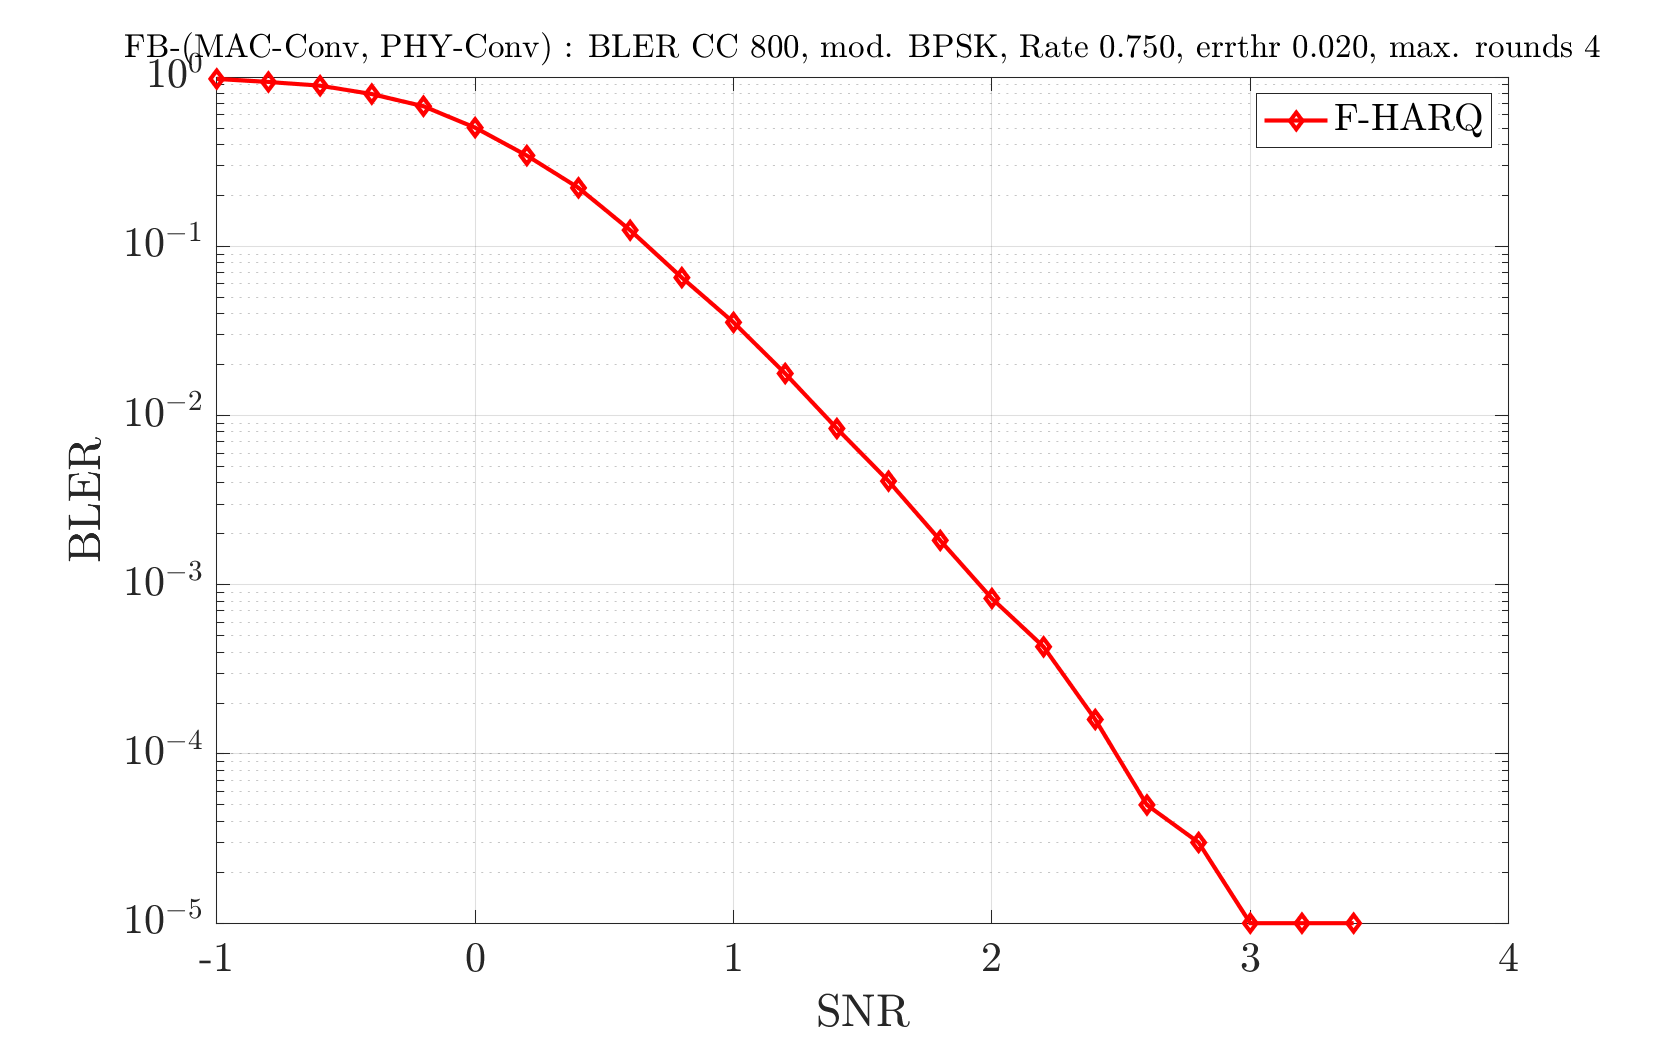 FB-(MAC-Conv, PHY-Conv) : BLER CC 800, mod. BPSK, Rate 0.750, errthr 0.020, max. rounds 4
F-HARQ
10^0
10^{-1}
10^{-2}
10^{-3}
10^{-4}
10^{-5}
BLER
-1 0 1 2 3 4
SNR